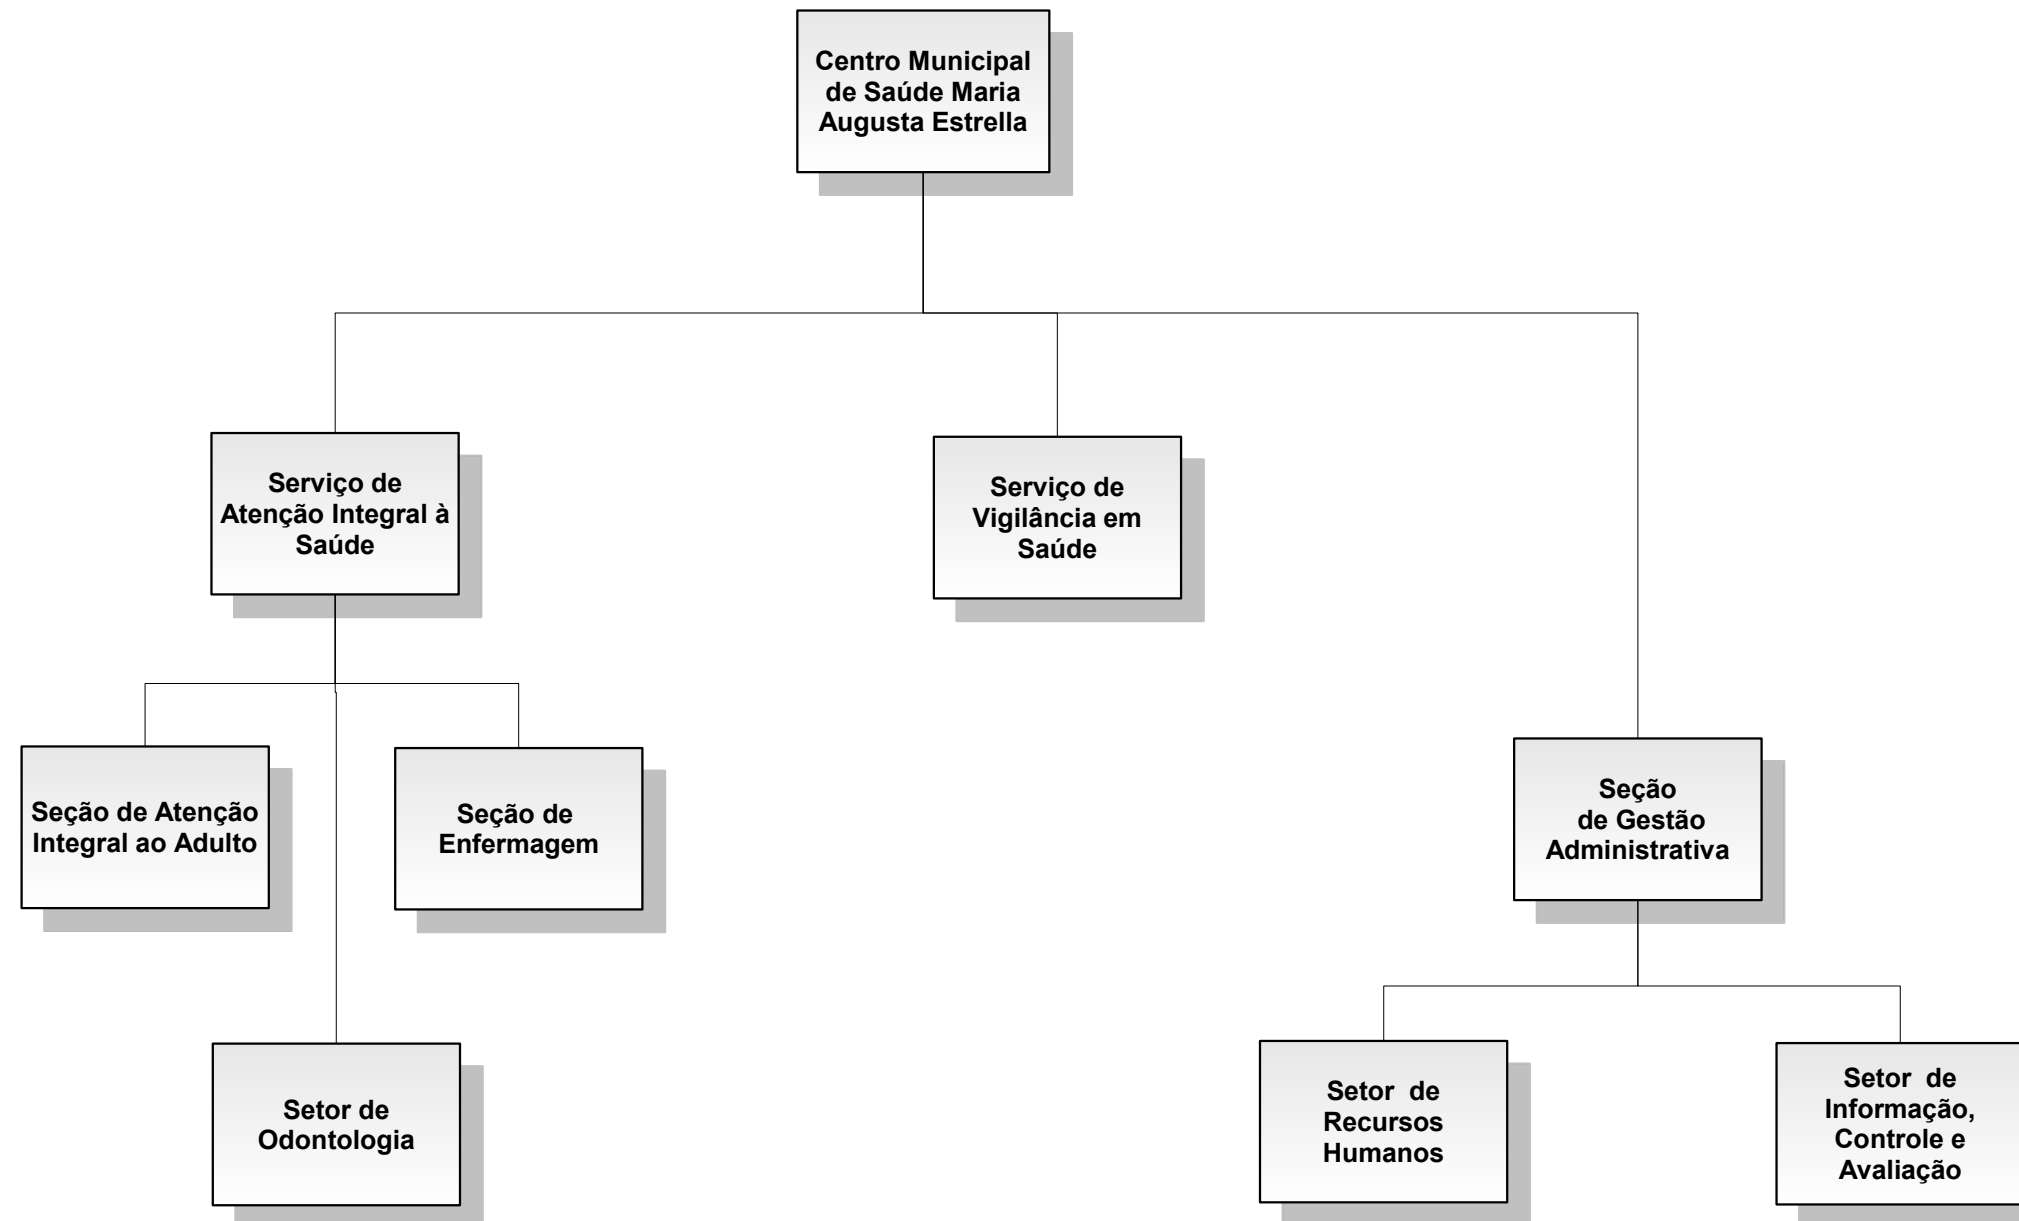 Centro Municipal
de Saúde Maria
Augusta Estrella
Serviço de
Atenção Integral à
Saúde
Serviço de
Vigilância em
Saúde
Seção de Atenção
Integral ao Adulto
Seção de
Enfermagem
Seção
de Gestão
Administrativa
Setor de
Odontologia
Setor  de
Recursos
Humanos
Setor  de
Informação,
Controle e
Avaliação